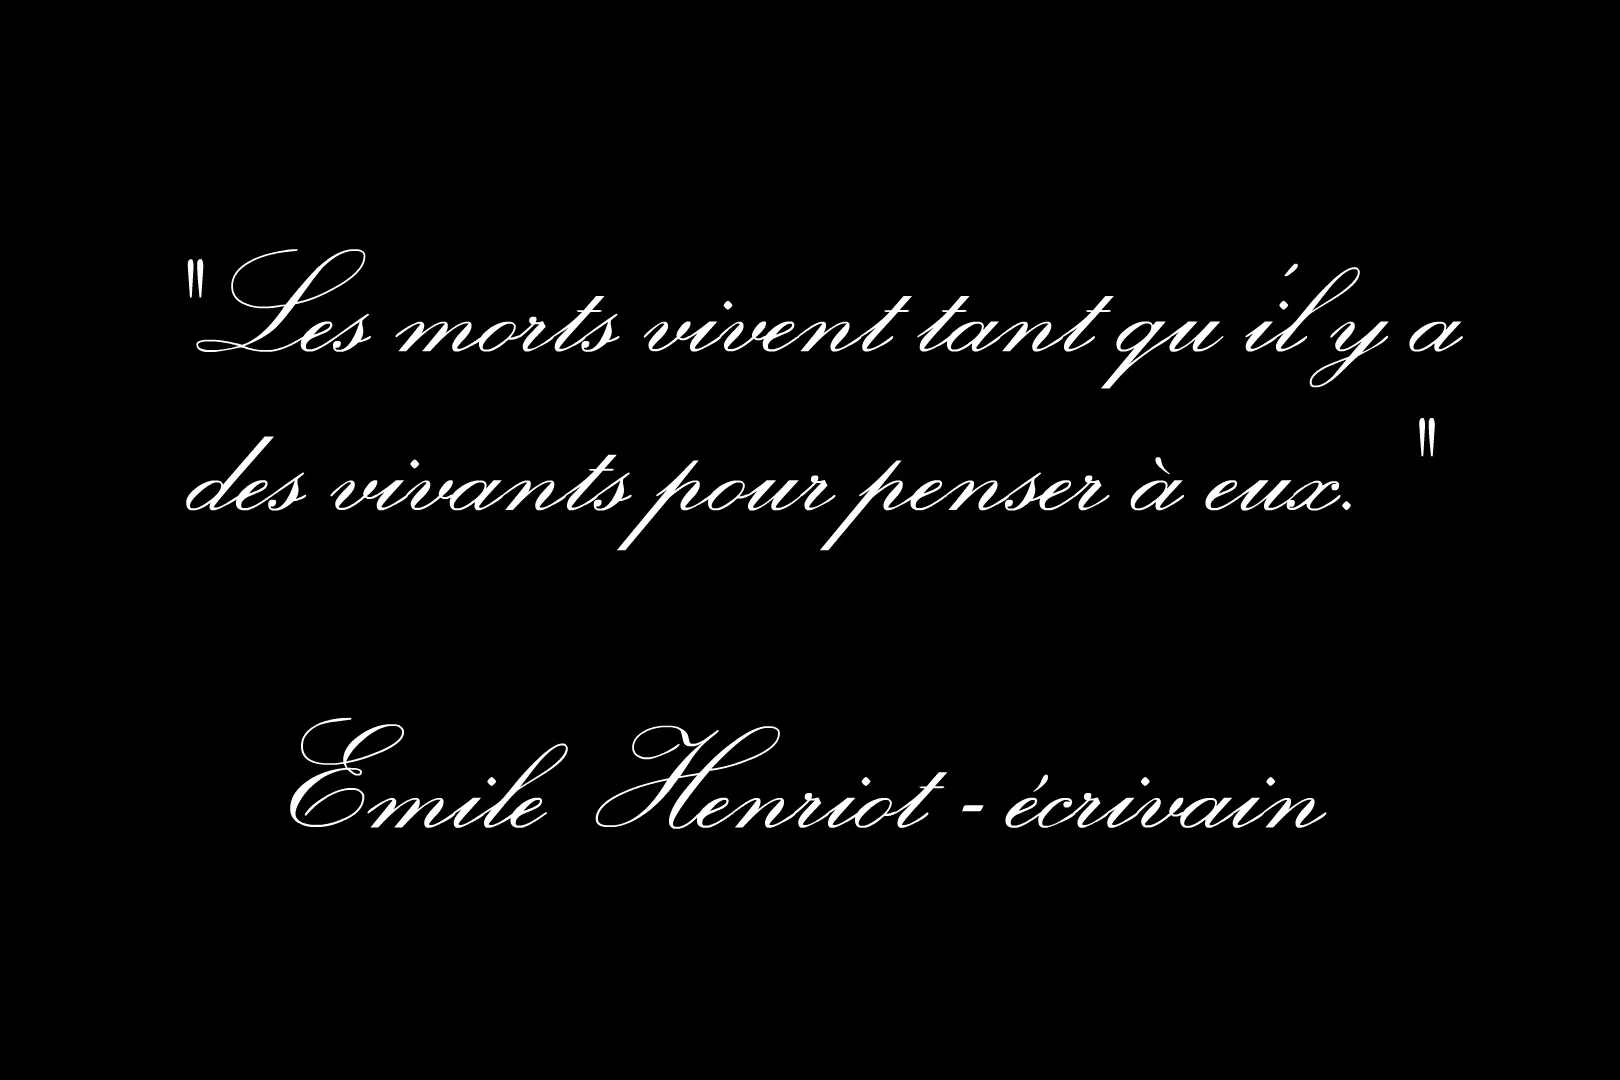 "Les morts vivent tant qu'il y a
des vivants pour penser à eux. "
Emile Henriot - écrivain